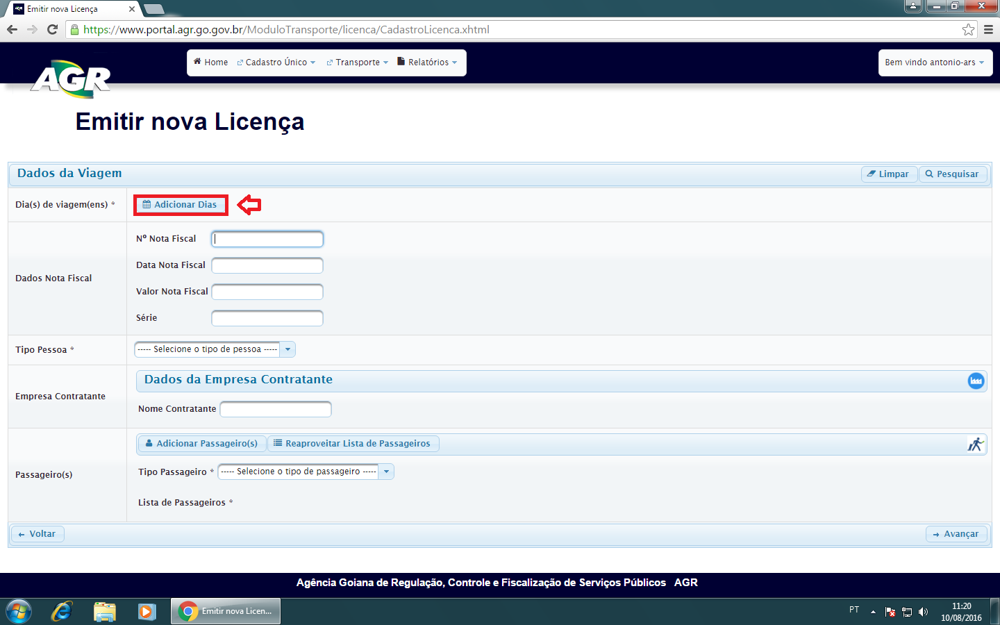 AGR Emitir nova Licença
https://www.portal.agr.go.gov.br/ModuloTransporte/licenca/CadastroLicenca.xhtml
AGR
Home Cadastro Único Transporte Relatórios
Bem vindo antonio-ars
Emitir nova Licença
Dados da Viagem
Limpar Pesquisar
Dia(s) de viagem(ens) *
Adicionar Dias
Dados Nota Fiscal
Nº Nota Fiscal
Data Nota Fiscal
Valor Nota Fiscal
Série
Tipo Pessoa *
----- Selecione o tipo de pessoa -----
Empresa Contratante
Dados da Empresa Contratante
Nome Contratante
Passageiro(s)
Adicionar Passageiro(s) Reaproveitar Lista de Passageiros
Tipo Passageiro * ----- Selecione o tipo de passageiro -----
Lista de Passageiros *
Voltar
Avançar
Agência Goiana de Regulação, Controle e Fiscalização de Serviços Públicos AGR
Emitir nova Licen...
PT
11:20
10/08/2016